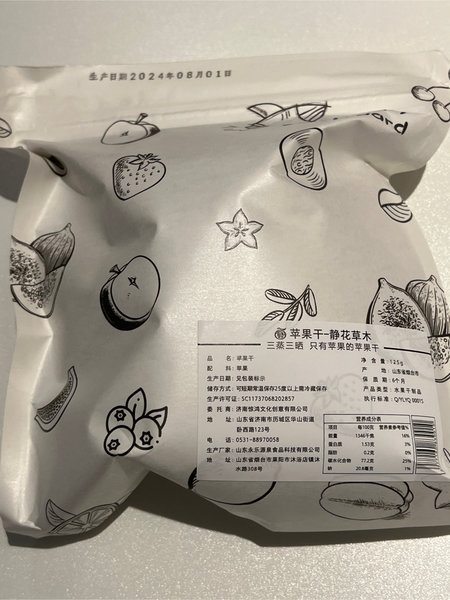 生产日期2024年08月01日
苹果干-静花草木
三蒸三晒 只有苹果的苹果干
品 名：苹果干
配 料：苹果
生产日期：见包装标示
储存方式：可短期常温保存25度以上需冷藏保存
生产许可：SC11737068202857
委 托 商：济南惊鸿文化创意有限公司
地 址：山东省济南市历城区华山街道
卧西路123号
电 话：0531-88970058
生产厂家：山东永乐源泉食品科技有限公司
地 址：山东省烟台市莱阳市沐浴店镇沐
水路308号
含 量：125g
产 地：山东省烟台市
保 质 期：6个月
产品类型：水果干制品
执行标准：Q/YLYQ 0001S
营养成分表
项目 每100克 营养素参考值%
能量 1346千焦 16%
蛋白质 1.53克
脂肪 0.2克 0%
碳水化合物 77.2克
钠 20.8毫克 1%